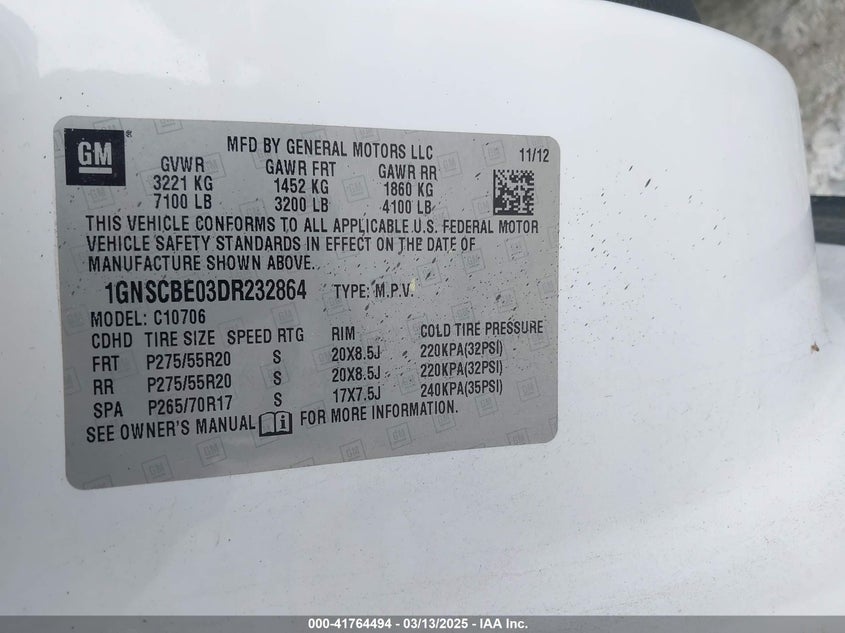 GM
MFD BY GENERAL MOTORS LLC 11/12
GVWR GAWR FRT GAWR RR
3221 KG 1452 KG 1860 KG
7100 LB 3200 LB 4100 LB
THIS VEHICLE CONFORMS TO ALL APPLICABLE U.S. FEDERAL MOTOR
VEHICLE SAFETY STANDARDS IN EFFECT ON THE DATE OF
MANUFACTURE SHOWN ABOVE.
1GNSCBE03DR232864 TYPE: M.P.V.
MODEL: C10706
CDHD TIRE SIZE SPEED RTG RIM COLD TIRE PRESSURE
FRT P275/55R20 S 20X8.5J 220KPA(32PSI)
RR P275/55R20 S 20X8.5J 220KPA(32PSI)
SPA P265/70R17 S 17X7.5J 240KPA(35PSI)
SEE OWNER'S MANUAL i FOR MORE INFORMATION.
000-41764494 - 03/13/2025 - IAA Inc.